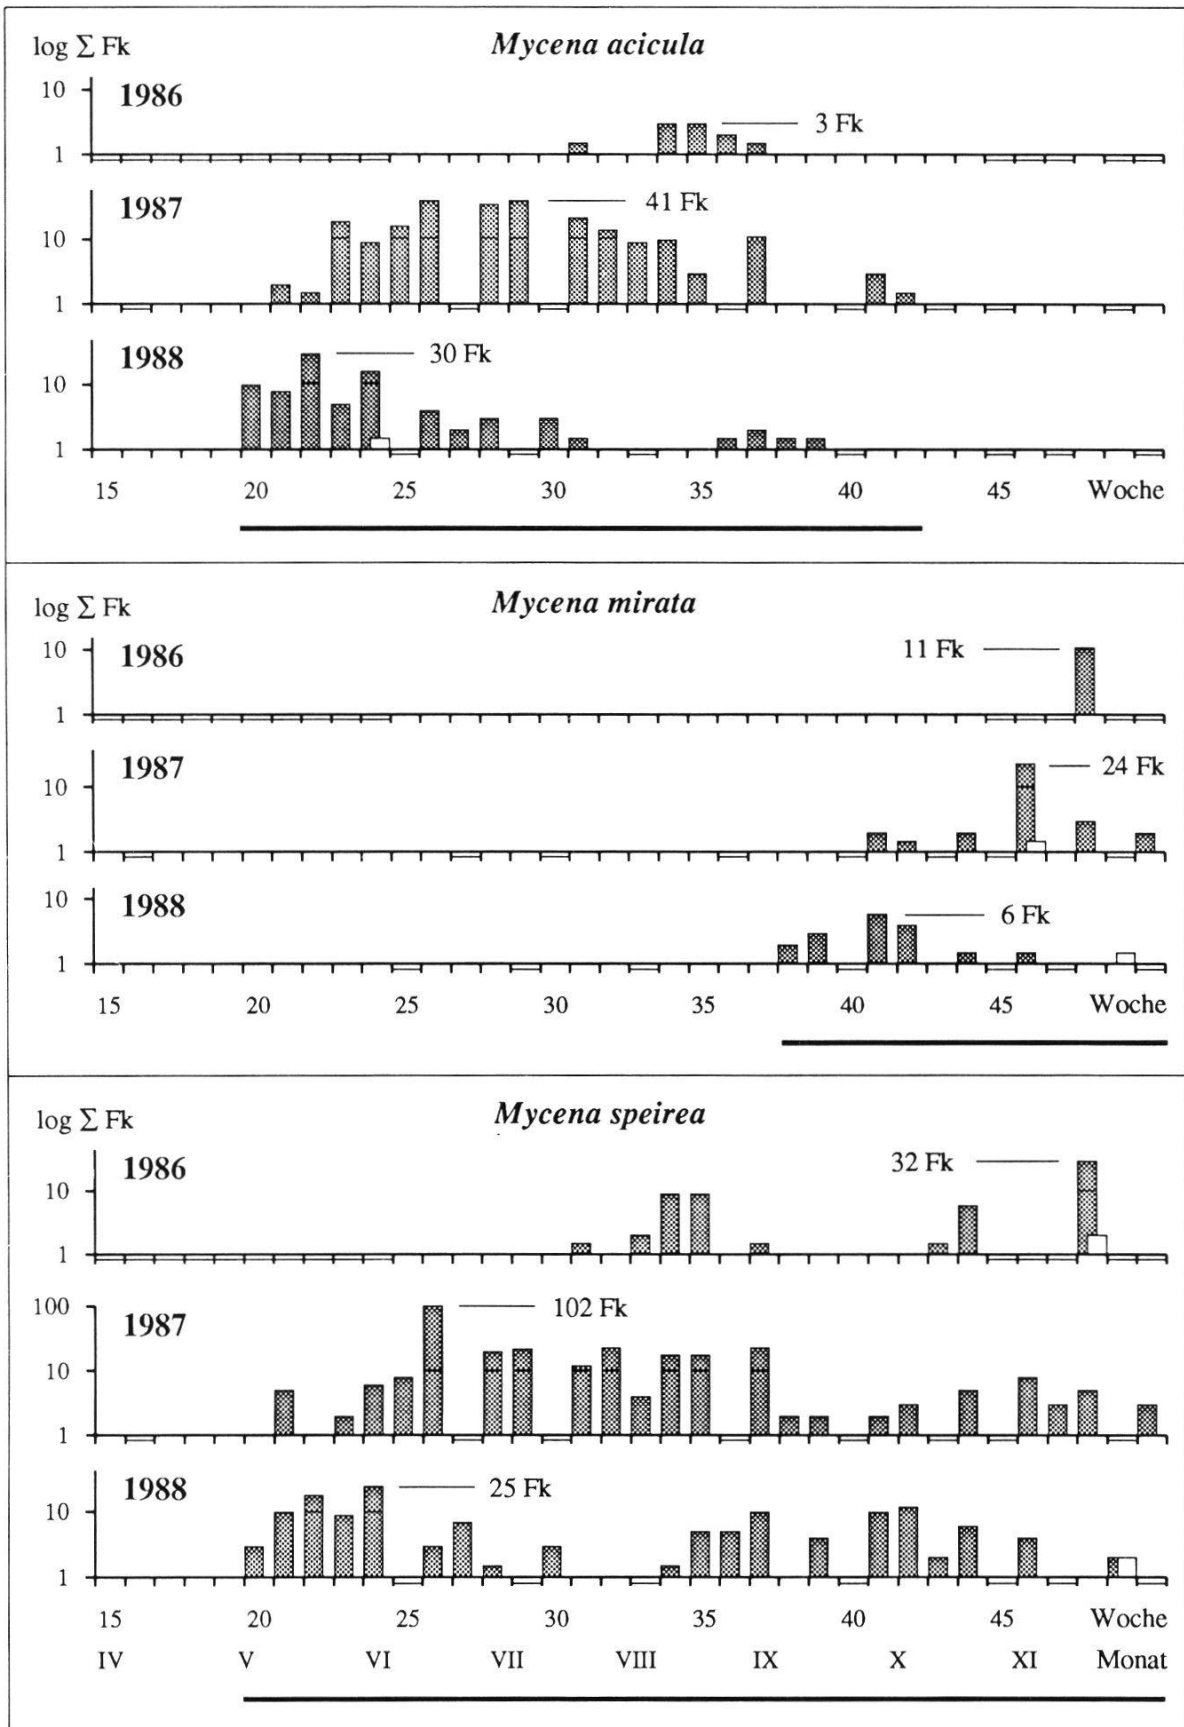 Mycena acicula
log Σ Fk
10
1986
3 Fk
1
1987
41 Fk
10
1
1988
30 Fk
10
1
15 20 25 30 35 40 45 Woche
Mycena mirata
log Σ Fk
10
1986
11 Fk
1
1987
24 Fk
10
1
10
1988
6 Fk
1
15 20 25 30 35 40 45 Woche
Mycena speirea
log Σ Fk
1986
32 Fk
10
1
100
1987
102 Fk
10
1
1988
25 Fk
10
1
15 20 25 30 35 40 45 Woche
IV V VI VII VIII IX X XI Monat